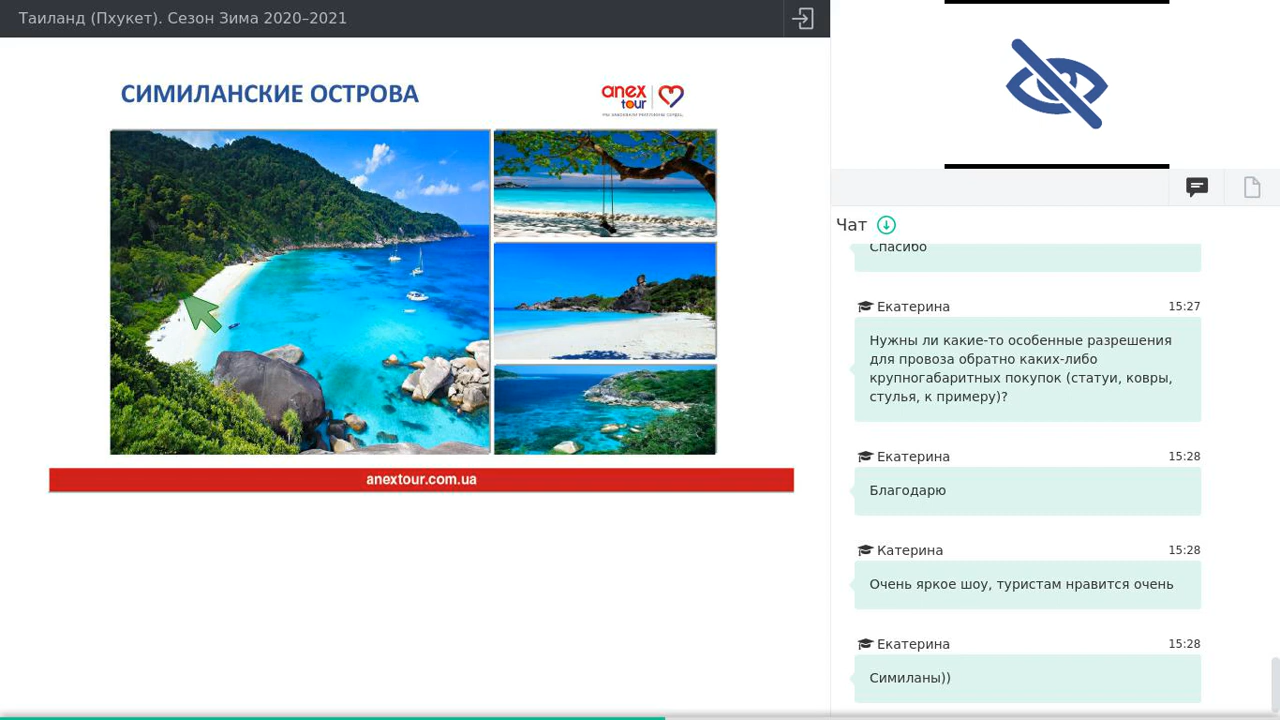 Таиланд (Пхукет). Сезон Зима 2020–2021
СИМИЛАНСКИЕ ОСТРОВА
anex
tour
anextour.com.ua
Чат
Спасибо
Екатерина
15:27
Нужны ли какие-то особенные разрешения
для провоза обратно каких-либо
крупногабаритных покупок (статуи, ковры,
стулья, к примеру)?
Екатерина
15:28
Благодарю
Катерина
15:28
Очень яркое шоу, туристам нравится очень
Екатерина
15:28
Симиланы))